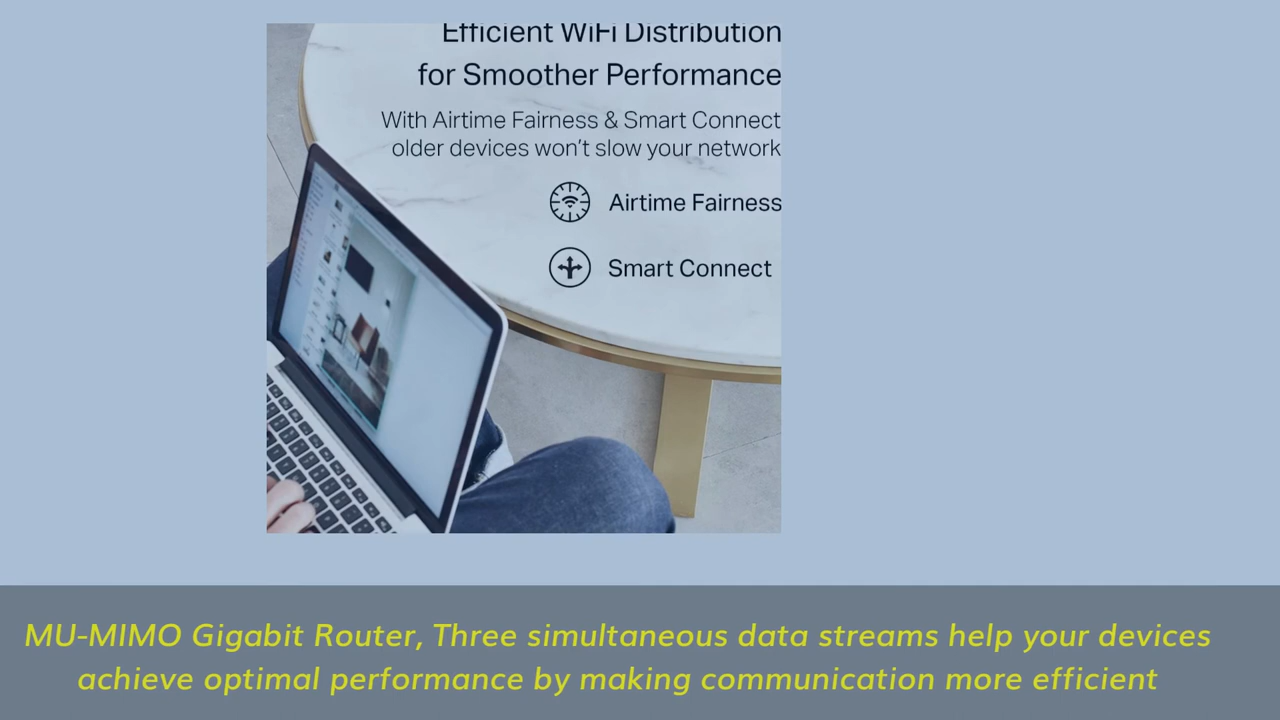 Efficient WiFi Distribution
for Smoother Performance
With Airtime Fairness & Smart Connect
older devices won't slow your network
Airtime Fairness
Smart Connect
MU-MIMO Gigabit Router, Three simultaneous data streams help your devices
achieve optimal performance by making communication more efficient